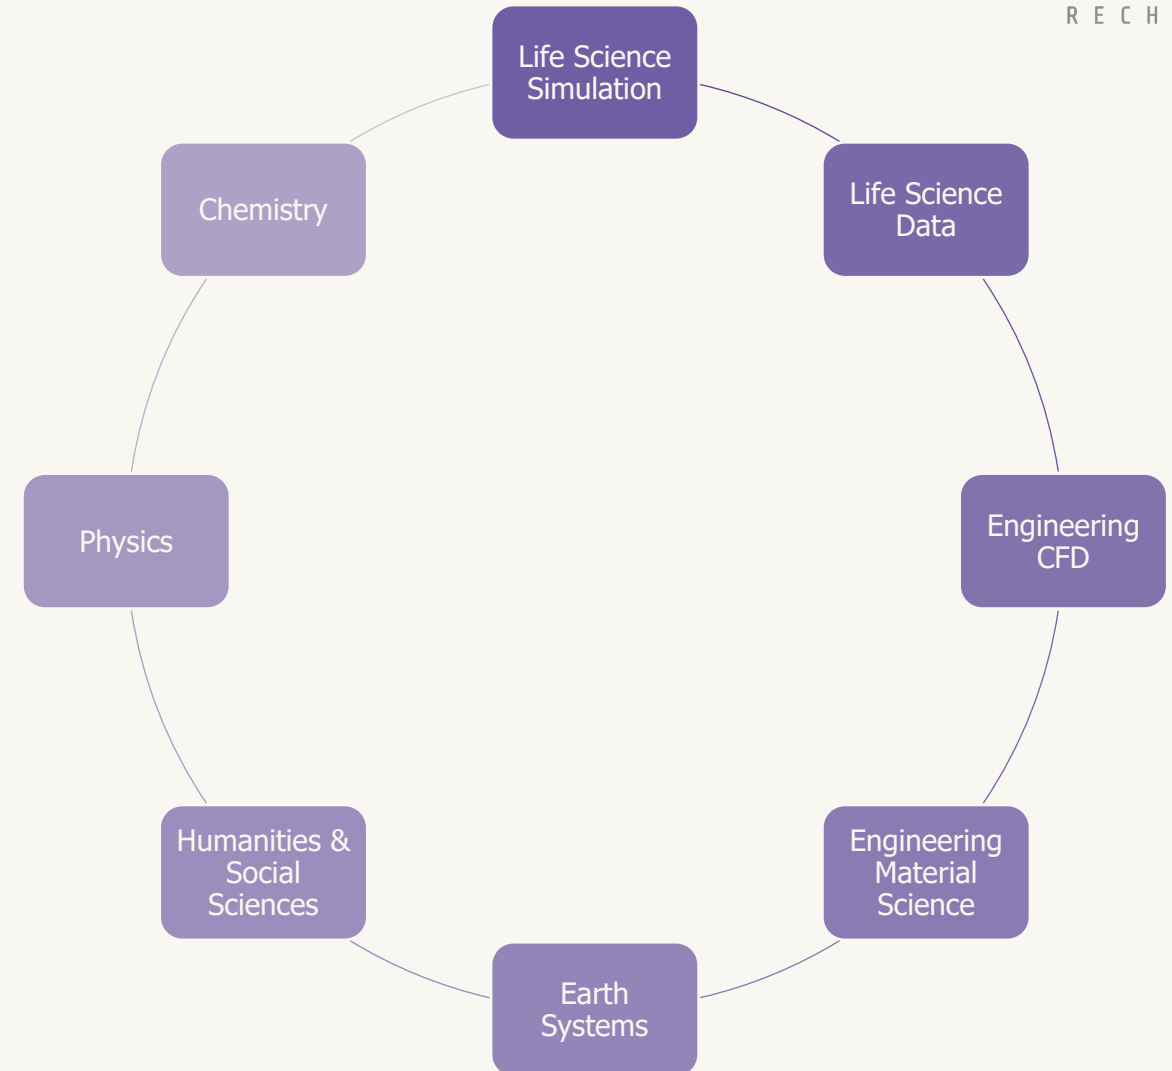 R E C H
Life Science
Simulation
Life Science
Data
Engineering
CFD
Engineering
Material
Science
Earth
Systems
Humanities &
Social
Sciences
Physics
Chemistry